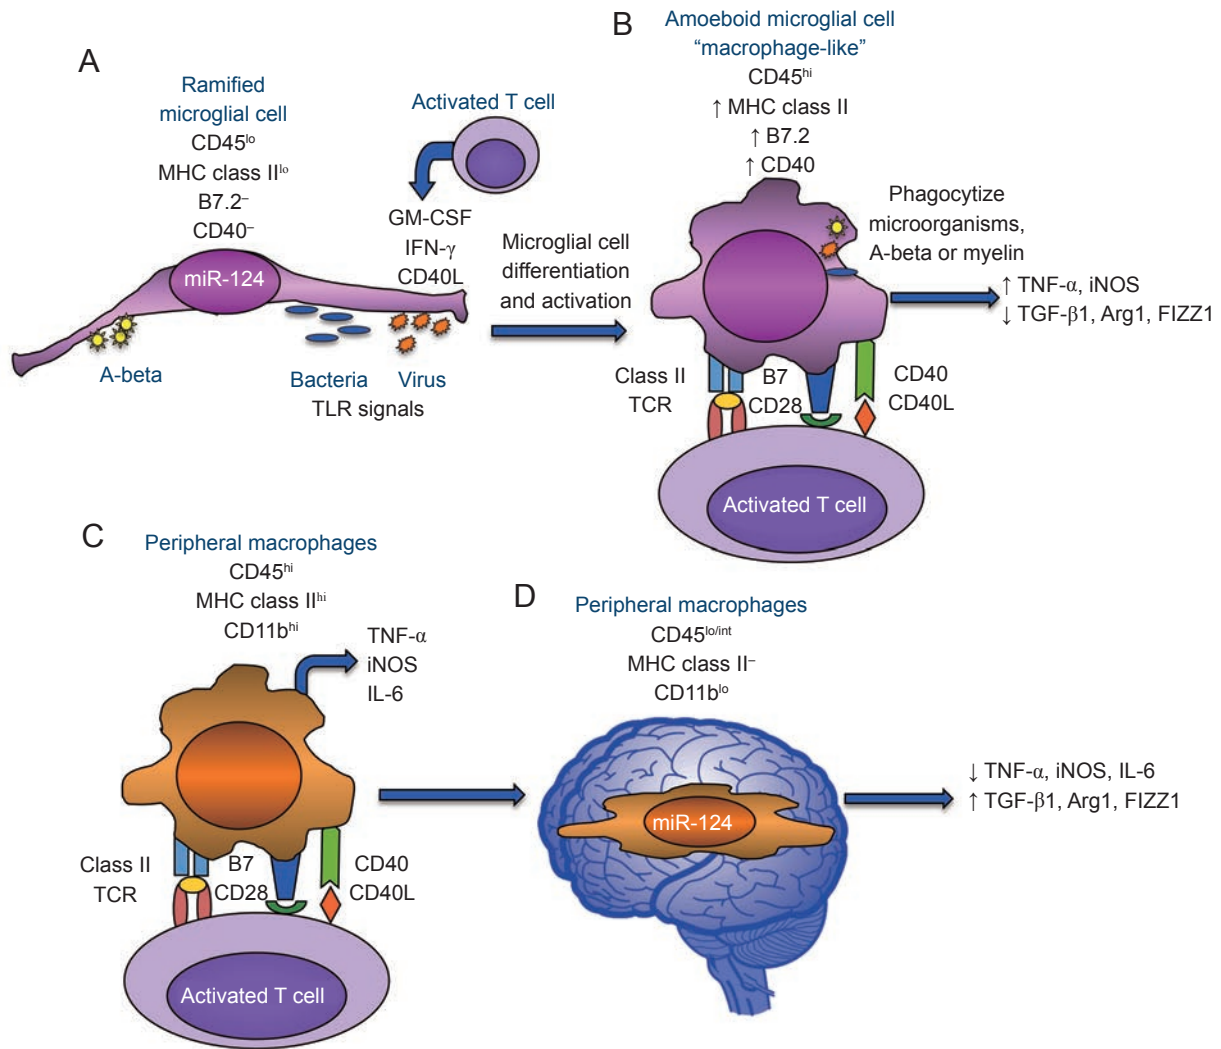 A
Ramified
microglial cell
CD45lo
MHC class IIlo
B7.2–
CD40–
miR-124
A-beta
Bacteria
Virus
TLR signals
Activated T cell
GM-CSF
IFN-γ
CD40L
Microglial cell
differentiation
and activation
B
Amoeboid microglial cell
“macrophage-like”
CD45hi
↑ MHC class II
↑ B7.2
↑ CD40
Phagocytize
microorganisms,
A-beta or myelin
↑ TNF-α, iNOS
↓ TGF-β1, Arg1, FIZZ1
Class II
TCR
B7
CD28
CD40
CD40L
Activated T cell
C
Peripheral macrophages
CD45hi
MHC class IIhi
CD11bhi
TNF-α
iNOS
IL-6
Class II
TCR
B7
CD28
CD40
CD40L
Activated T cell
D
Peripheral macrophages
CD45lo/int
MHC class II–
CD11blo
miR-124
↓ TNF-α, iNOS, IL-6
↑ TGF-β1, Arg1, FIZZ1